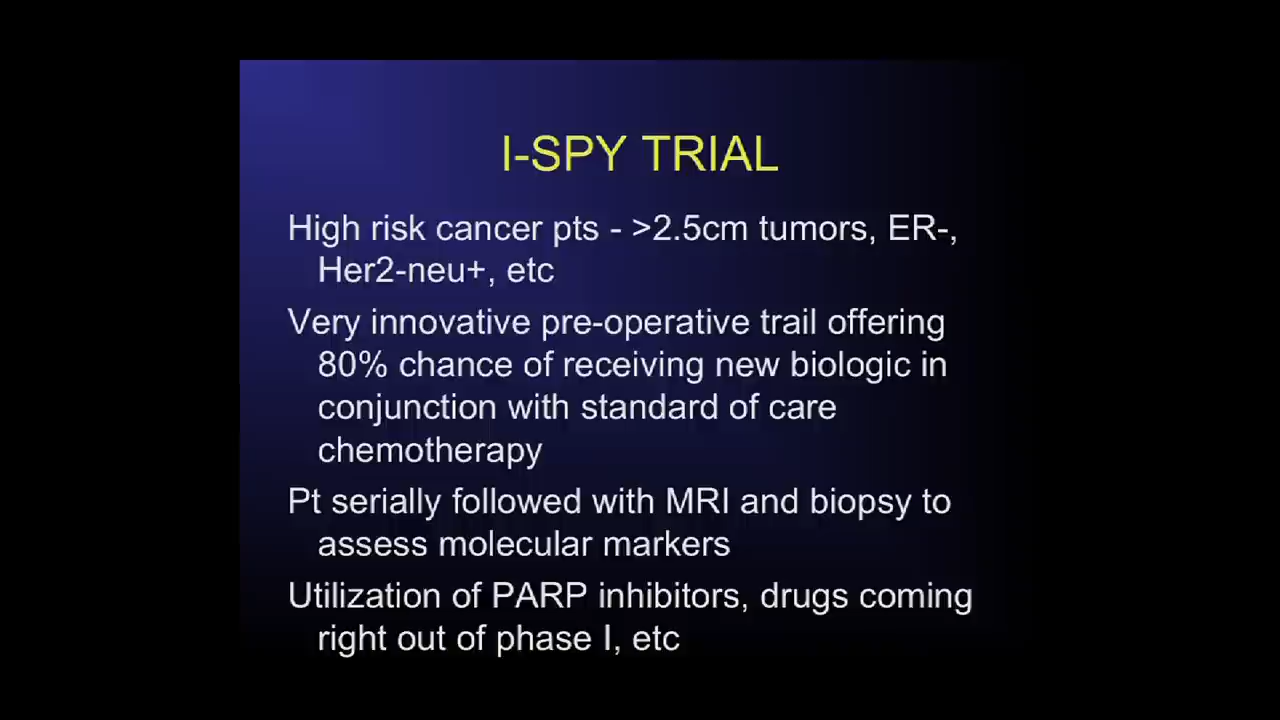 I-SPY TRIAL
High risk cancer pts - >2.5cm tumors, ER-,
Her2-neu+, etc
Very innovative pre-operative trail offering
80% chance of receiving new biologic in
conjunction with standard of care
chemotherapy
Pt serially followed with MRI and biopsy to
assess molecular markers
Utilization of PARP inhibitors, drugs coming
right out of phase I, etc